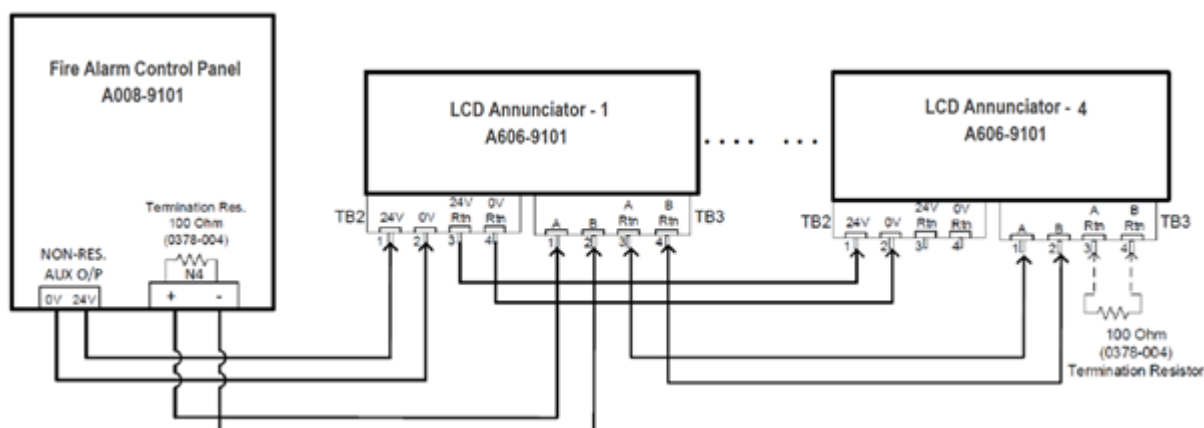 Fire Alarm Control Panel
A008-9101
Termination Res.
100 Ohm
(0378-004)
N4
NON-RES.
AUX O/P
0V 24V
+ -
LCD Annunciator - 1
A606-9101
TB2
24V 0V 24V Rtn 0V Rtn
1 2 3 4
A B A Rtn B Rtn
1 2 3 4
TB3
.... ...
LCD Annunciator - 4
A606-9101
TB2
24V 0V 24V Rtn 0V Rtn
1 2 3 4
A B A Rtn B Rtn
1 2 3 4
TB3
100 Ohm
(0378-004)
Termination Resistor